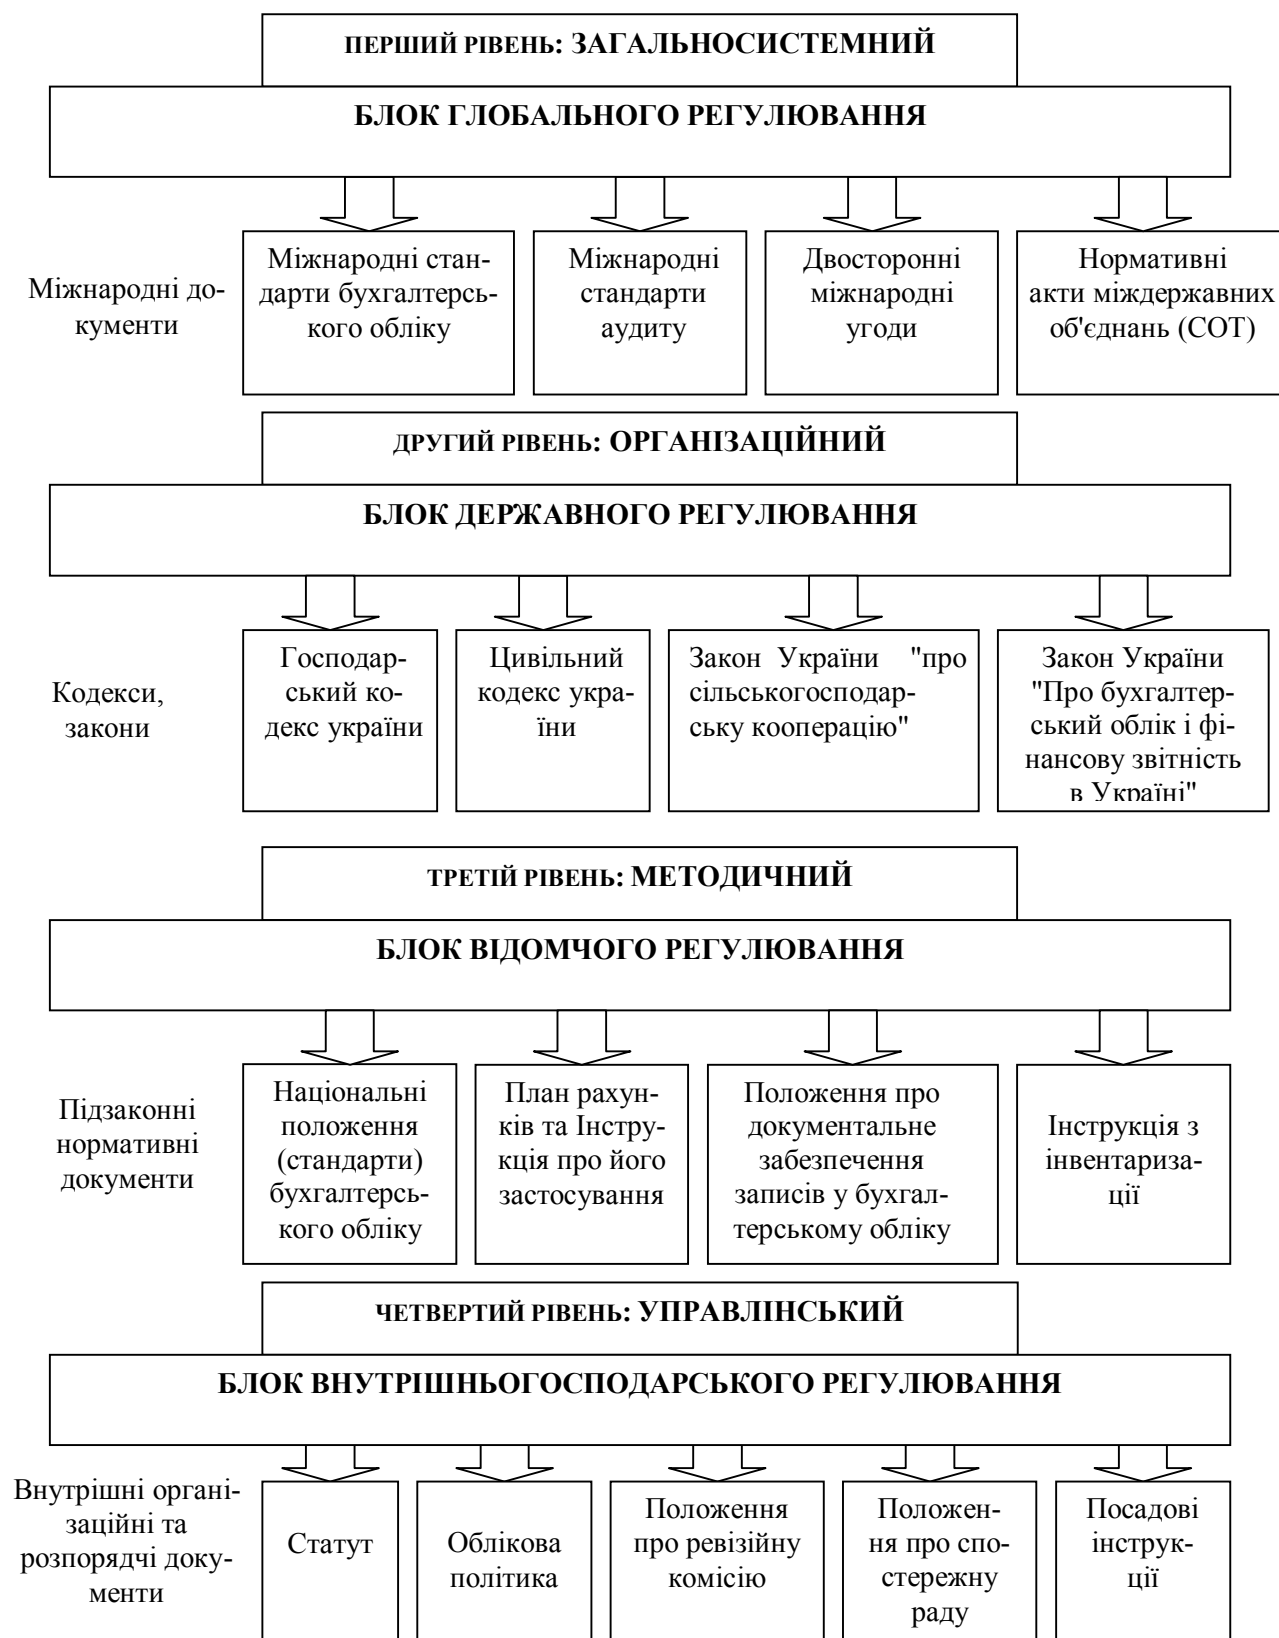 ПЕРШИЙ РІВЕНЬ: ЗАГАЛЬНОСИСТЕМНИЙ
БЛОК ГЛОБАЛЬНОГО РЕГУЛЮВАННЯ
Міжнародні до-
кументи
Міжнародні стан-
дарти бухгалтерсь-
кого обліку
Міжнародні
стандарти
аудиту
Двосторонні
міжнародні
угоди
Нормативні
акти міждержавних
об'єднань (СОТ)
ДРУГИЙ РІВЕНЬ: ОРГАНІЗАЦІЙНИЙ
БЛОК ДЕРЖАВНОГО РЕГУЛЮВАННЯ
Кодекси,
закони
Господар-
ський ко-
декс україни
Цивільний
кодекс укра-
їни
Закон України "про
сільськогосподар-
ську кооперацію"
Закон України
"Про бухгалтер-
ський облік і фі-
нансову звітність
в Україні"
ТРЕТІЙ РІВЕНЬ: МЕТОДИЧНИЙ
БЛОК ВІДОМЧОГО РЕГУЛЮВАННЯ
Підзаконні
нормативні
документи
Національні
положення
(стандарти)
бухгалтерсь-
кого обліку
План рахун-
ків та Інстру-
кція про його
застосування
Положення про
документальне
забезпечення
записів у бухгал-
терському обліку
Інструкція з
інвентариза-
ції
ЧЕТВЕРТИЙ РІВЕНЬ: УПРАВЛІНСЬКИЙ
БЛОК ВНУТРІШНЬОГОСПОДАРСЬКОГО РЕГУЛЮВАННЯ
Внутрішні органі-
заційні та
розпорядчі доку-
менти
Статут
Облікова
політика
Положення
про ревізійну
комісію
Положен-
ня про спо-
стережну
раду
Посадові
інструк-
ції